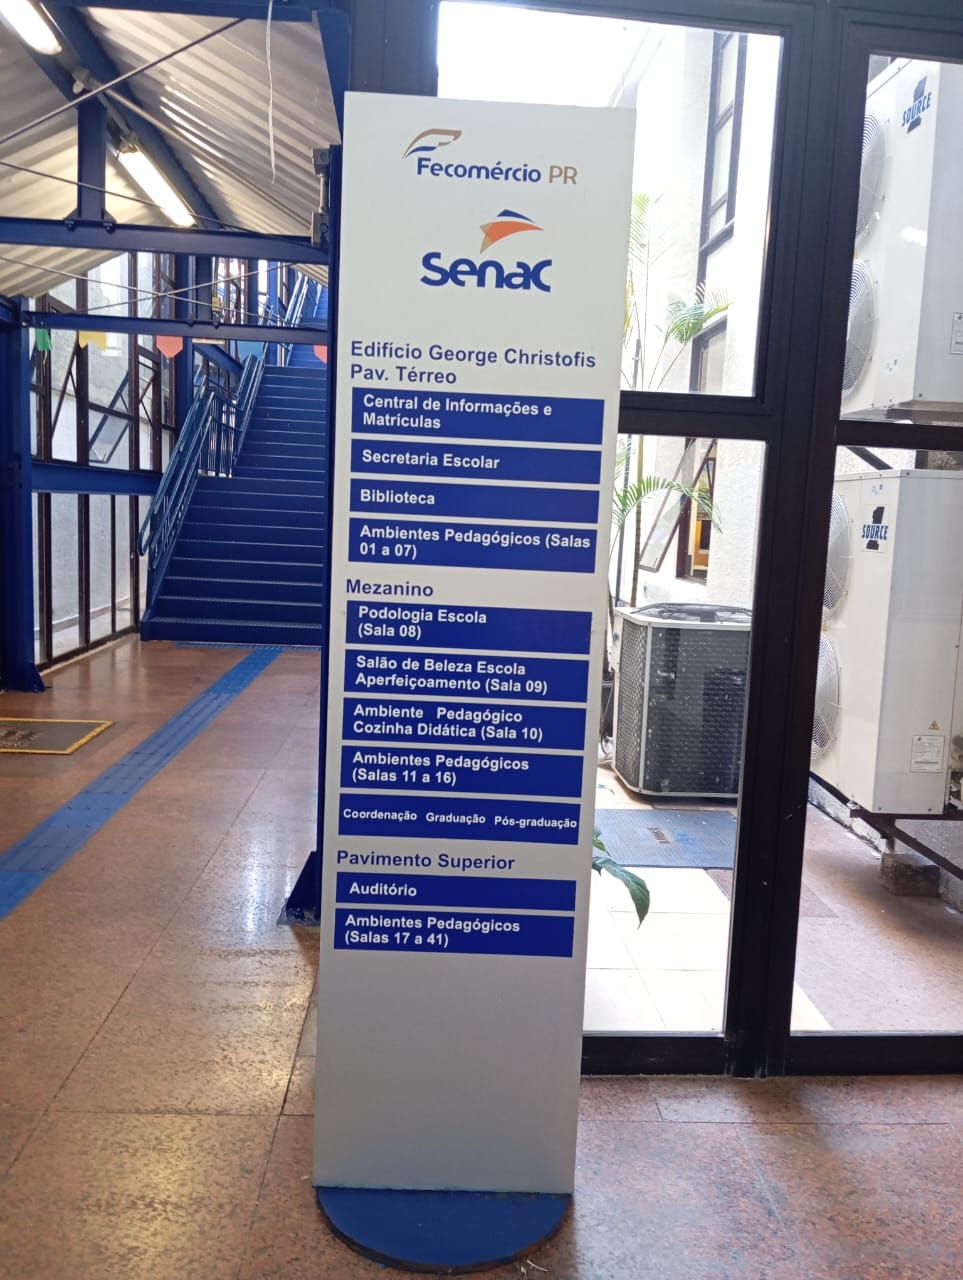 Fecomércio PR
Senac
Edifício George Christofis
Pav. Térreo
Central de Informações e
Matrículas
Secretaria Escolar
Biblioteca
Ambientes Pedagógicos (Salas
01 a 07)
Mezanino
Podologia Escola
(Sala 08)
Salão de Beleza Escola
Aperfeiçoamento (Sala 09)
Ambiente Pedagógico
Cozinha Didática (Sala 10)
Ambientes Pedagógicos
(Salas 11 a 16)
Coordenação Graduação Pós-graduação
Pavimento Superior
Auditório
Ambientes Pedagógicos
(Salas 17 a 41)
1 SOURCE
1 SOURCE